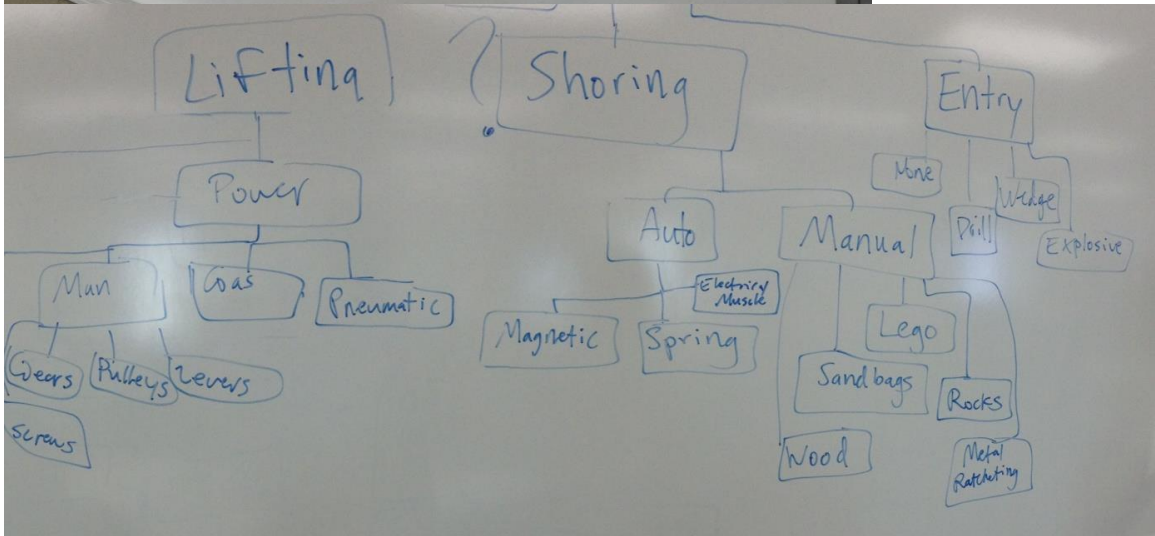 Lifting
?
Shoring
Entry
Power
None
Wedge
Drill
Explosive
Auto
Manual
Man
Gas
Pneumatic
Electric/
Muscle
Magnetic
Spring
Lego
Sandbags
Rocks
Gears
Pulleys
Levers
Screws
Wood
Metal
Ratcheting